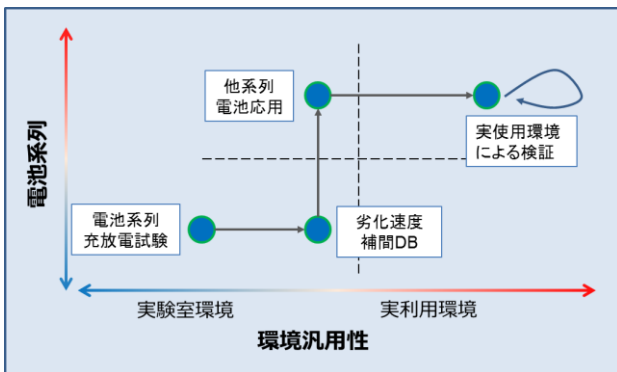 電池系列
他系列
電池応用
実使用環境
による検証
電池系列
充放電試験
劣化速度
補間DB
実験室環境
実利用環境
環境汎用性